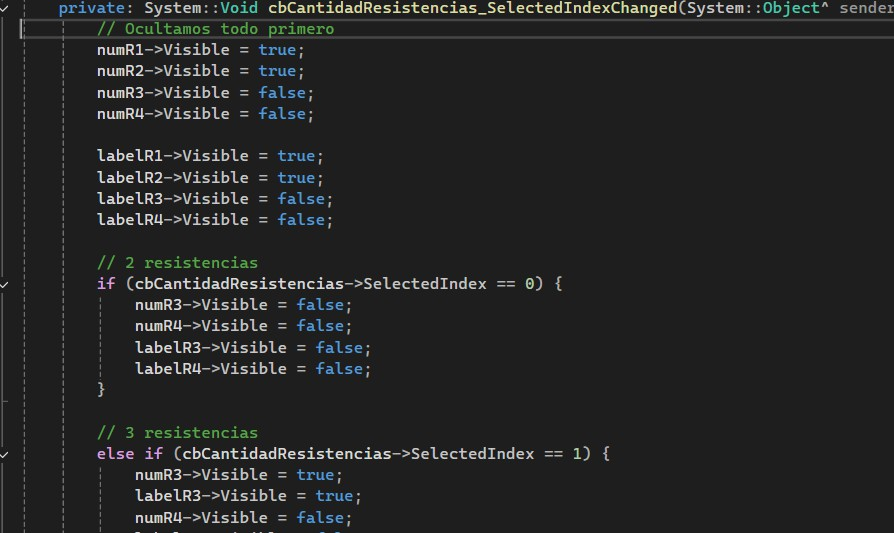 private: System::Void cbCantidadResistencias_SelectedIndexChanged(System::Object^ sender
// Ocultamos todo primero
numR1->Visible = true;
numR2->Visible = true;
numR3->Visible = false;
numR4->Visible = false;
labelR1->Visible = true;
labelR2->Visible = true;
labelR3->Visible = false;
labelR4->Visible = false;
// 2 resistencias
if (cbCantidadResistencias->SelectedIndex == 0) {
numR3->Visible = false;
numR4->Visible = false;
labelR3->Visible = false;
labelR4->Visible = false;
}
// 3 resistencias
else if (cbCantidadResistencias->SelectedIndex == 1) {
numR3->Visible = true;
labelR3->Visible = true;
numR4->Visible = false;